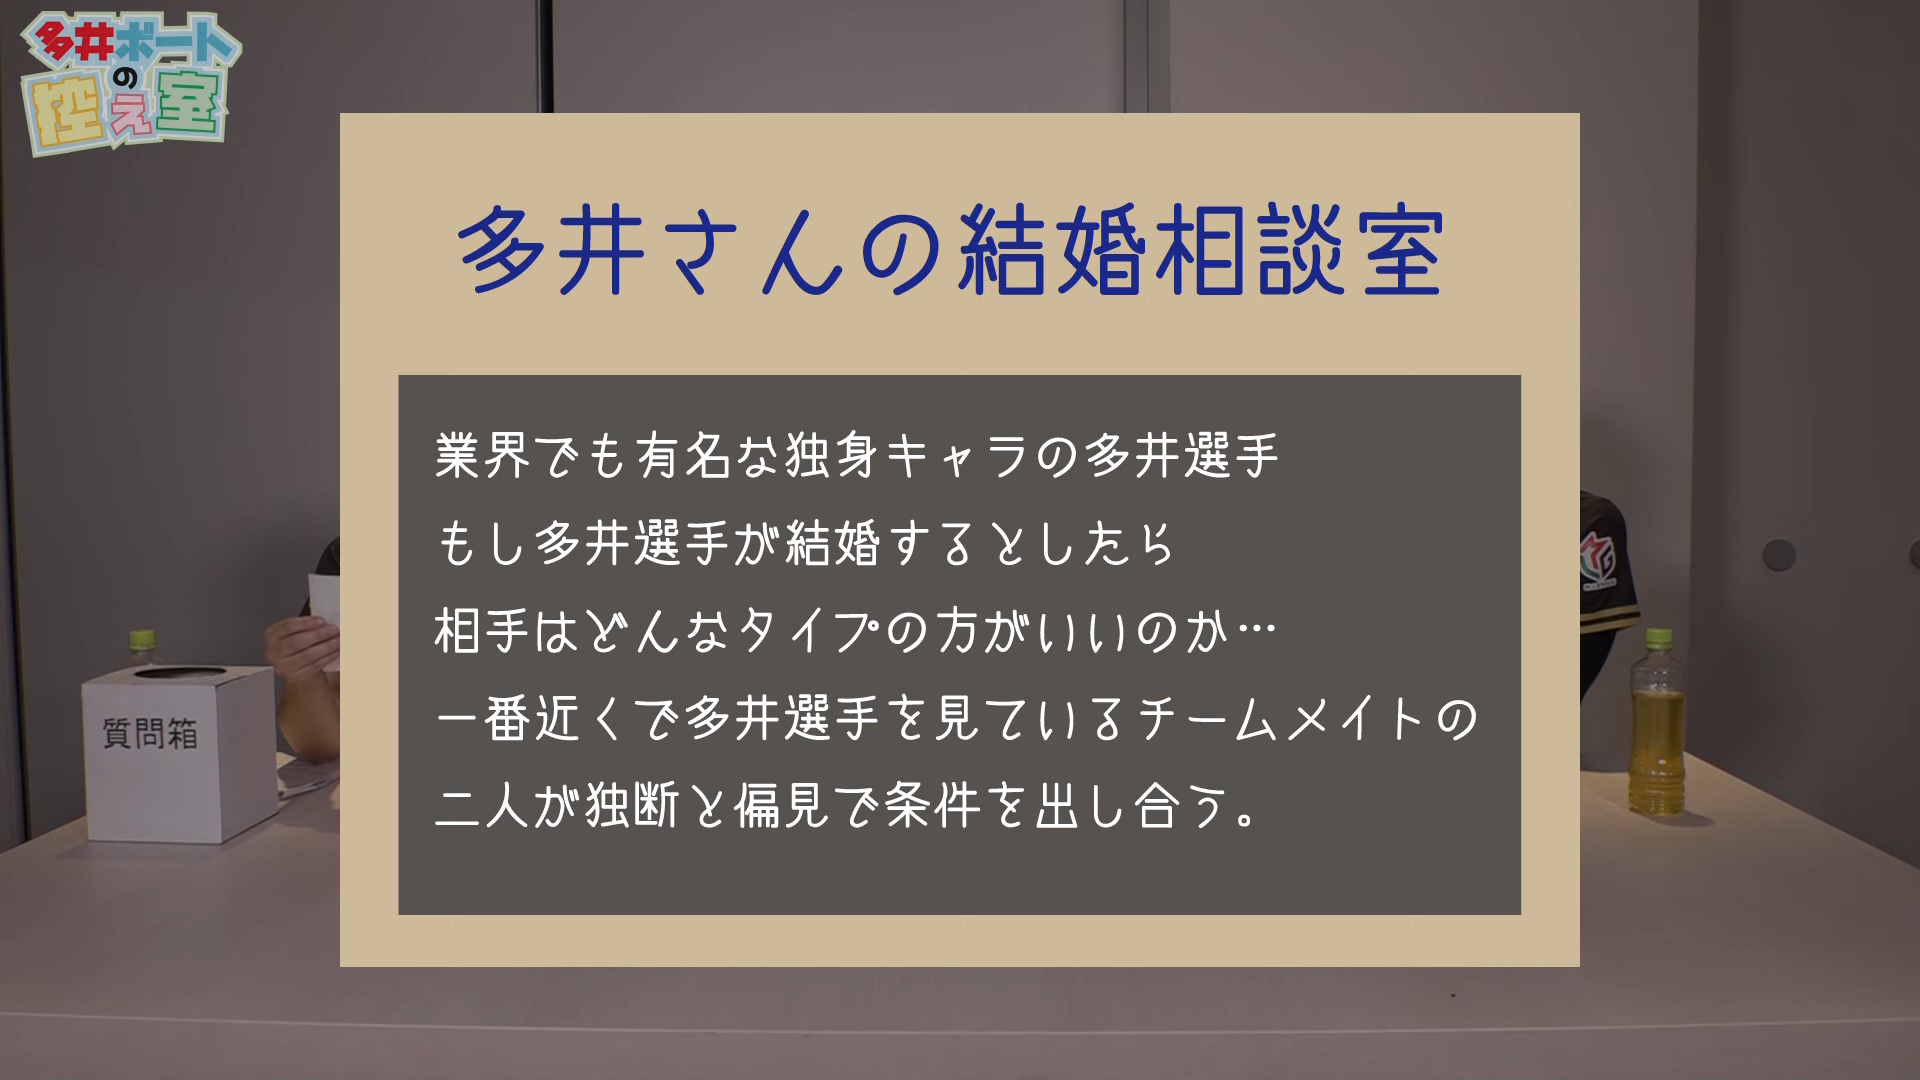 多井ボート
の
控え室
多井さんの結婚相談室
業界でも有名な独身キャラの多井選手
もし多井選手が結婚するとしたら
相手はどんなタイプの方がいいのか…
一番近くで多井選手を見ているチームメイトの
二人が独断と偏見で条件を出し合う。
質問箱